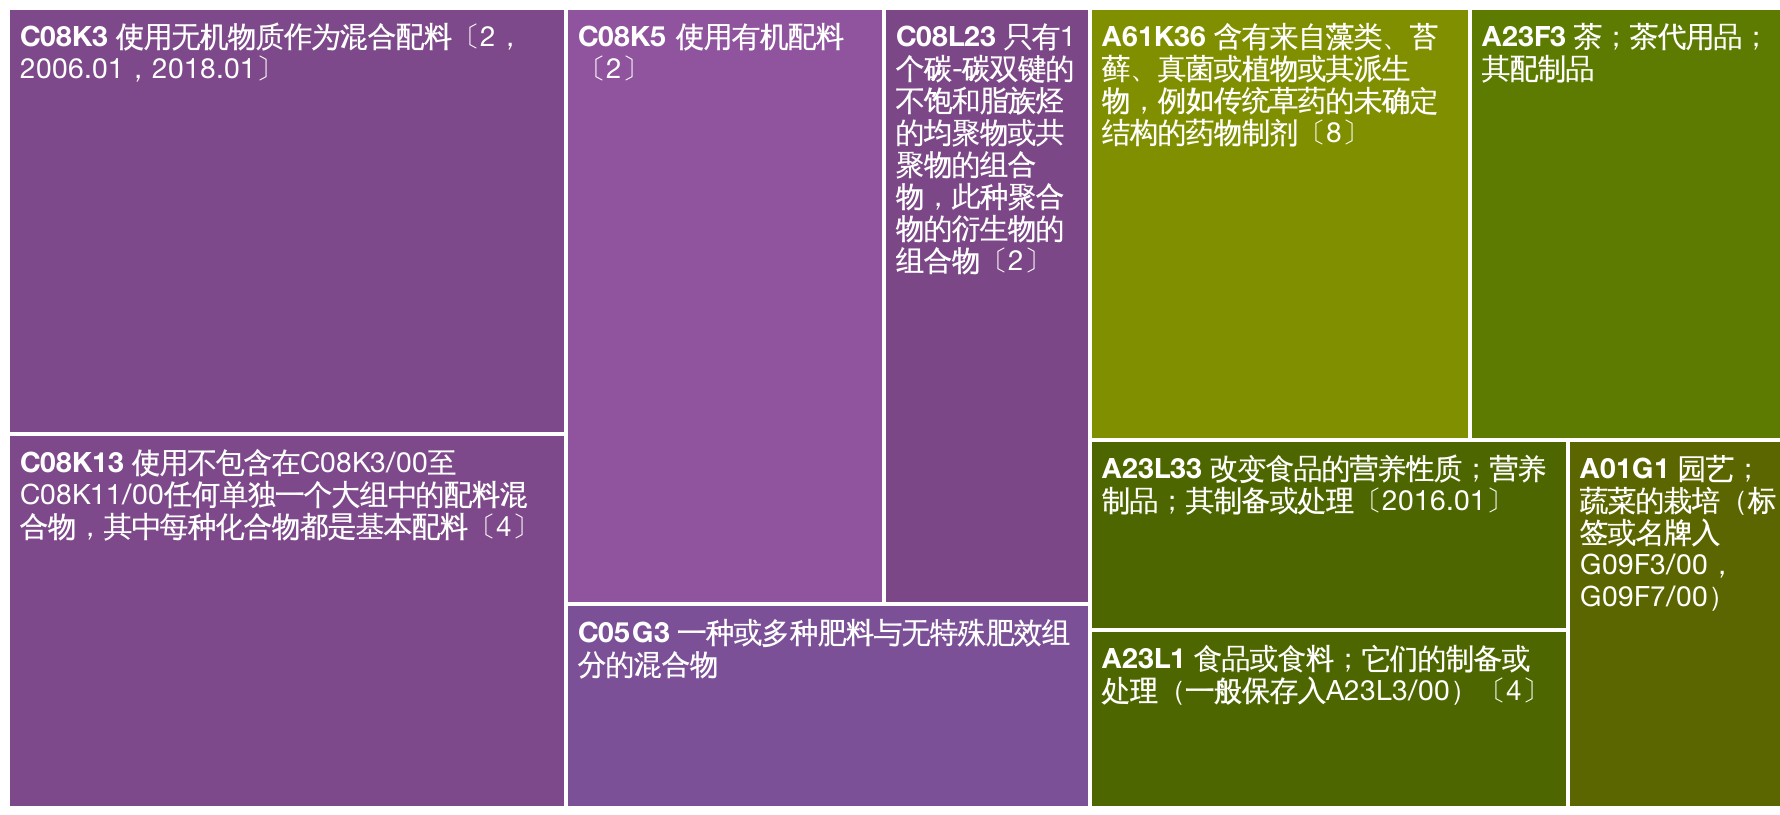 C08K3 使用无机物质作为混合配料〔2，
2006.01，2018.01〕
C08K13 使用不包含在C08K3/00至
C08K11/00任何单独一个大组中的配料混
合物，其中每种化合物都是基本配料〔4〕
C08K5 使用有机配料
〔2〕
C08L23 只有1
个碳-碳双键的
不饱和脂族烃
的均聚物或共
聚物的组合
物，此种聚合
物的衍生物的
组合物〔2〕
C05G3 一种或多种肥料与无特殊肥效组
分的混合物
A61K36 含有来自藻类、苔
藓、真菌或植物或其派生
物，例如传统草药的未确定
结构的药物制剂〔8〕
A23F3 茶；茶代用品；
其配制品
A23L33 改变食品的营养性质；营养
制品；其制备或处理〔2016.01〕
A23L1 食品或食料；它们的制备或
处理（一般保存入A23L3/00）〔4〕
A01G1 园艺；
蔬菜的栽培（标
签或名牌入
G09F3/00，
G09F7/00）